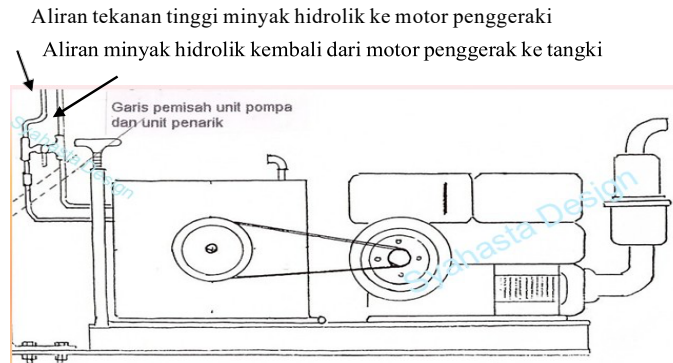 Aliran tekanan tinggi minyak hidrolik ke motor penggeraki
Aliran minyak hidrolik kembali dari motor penggerak ke tangki
Garis pemisah unit pompa
dan unit penarik
Syahasta Design
Syahasta Design